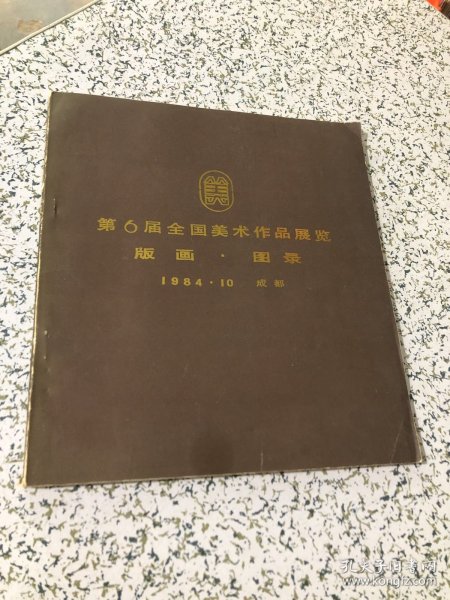 美
第6届全国美术作品展览
版画·图录
1984·10 成都
孔夫子旧书网
www.kongfz.com